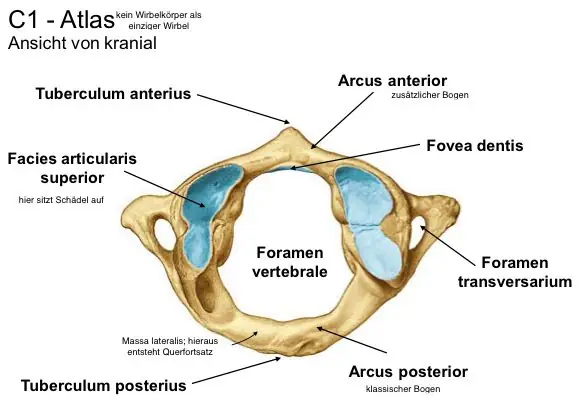 C1 - Atlas
kein Wirbelkörper als
einziger Wirbel
Ansicht von kranial
Arcus anterior
zusätzlicher Bogen
Tuberculum anterius
Fovea dentis
Facies articularis
superior
hier sitzt Schädel auf
Foramen
vertebrale
Foramen
transversarium
Massa lateralis; hieraus
entsteht Querfortsatz
Arcus posterior
klassischer Bogen
Tuberculum posterius